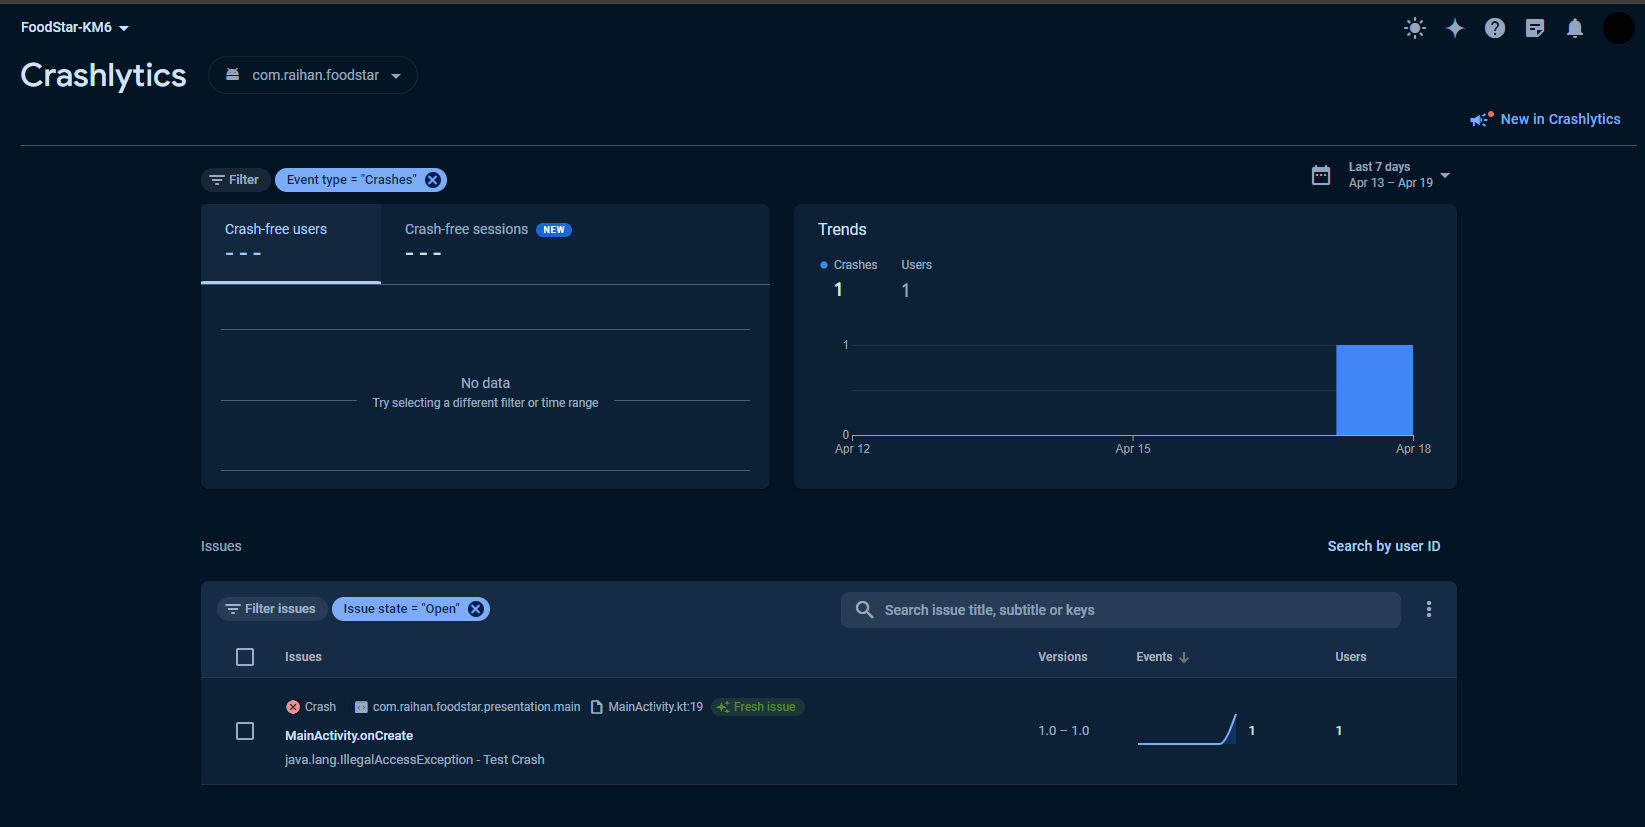 FoodStar-KM6
Crashlytics
com.raihan.foodstar
New in Crashlytics
Filter
Event type = "Crashes"
Last 7 days
Apr 13 – Apr 19
Crash-free users
---
Crash-free sessions NEW
---
No data
Try selecting a different filter or time range
Trends
Crashes Users
1 1
1
0
Apr 12 Apr 15 Apr 18
Issues
Search by user ID
Filter issues
Issue state = "Open"
Search issue title, subtitle or keys
Issues Versions Events Users
Crash com.raihan.foodstar.presentation.main MainActivity.kt:19 Fresh issue
MainActivity.onCreate
java.lang.IllegalAccessException - Test Crash
1.0 – 1.0 1 1